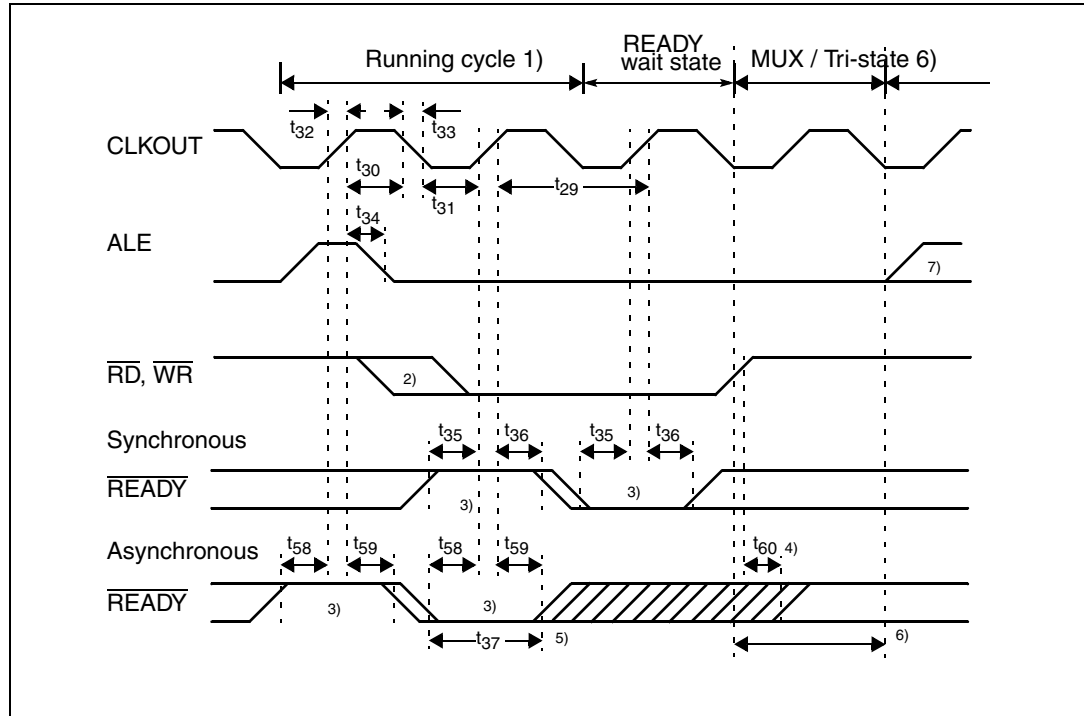 READY
Running cycle 1) wait state MUX / Tri-state 6)
t32 t33
CLKOUT
t30 t31 t29
t34
ALE
7)
RD, WR 2)
Synchronous t35 t36 t35 t36
READY 3) 3)
Asynchronous t58 t59 t58 t59 t60 4)
READY 3) 3)
t37 5) 6)